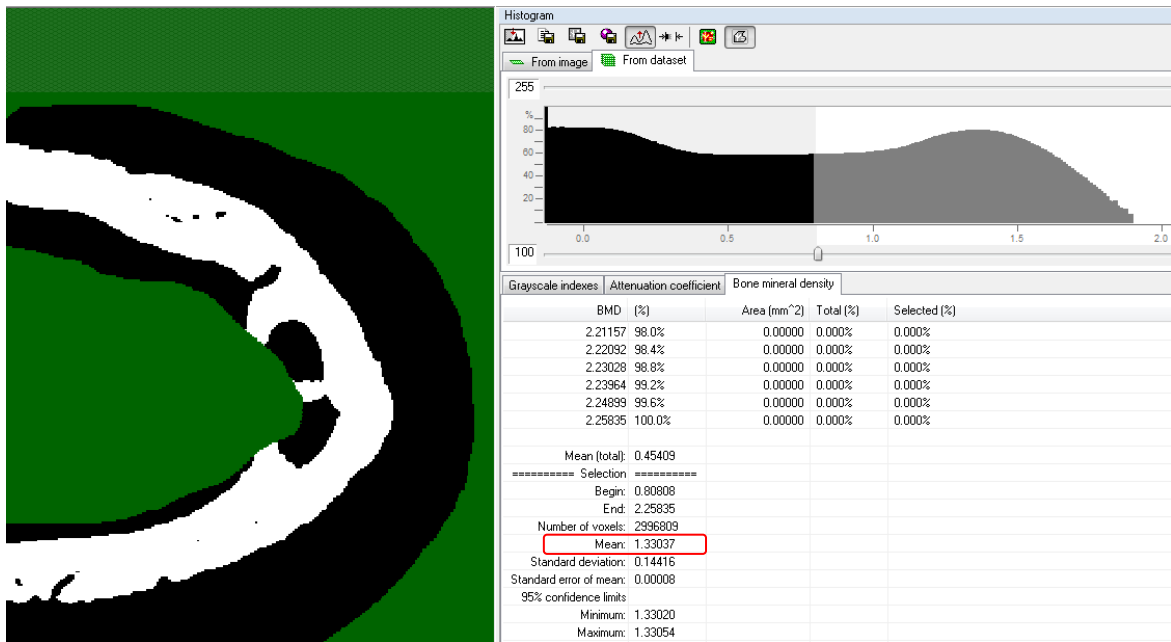 Histogram
From image From dataset
255
%
80
60
40
20
0.0 0.5 1.0 1.5 2.0
100
Grayscale indexes Attenuation coefficient Bone mineral density
BMD (%) Area (mm^2) Total (%) Selected (%)
2.21157 98.0% 0.00000 0.000% 0.000%
2.22092 98.4% 0.00000 0.000% 0.000%
2.23028 98.8% 0.00000 0.000% 0.000%
2.23964 99.2% 0.00000 0.000% 0.000%
2.24899 99.6% 0.00000 0.000% 0.000%
2.25835 100.0% 0.00000 0.000% 0.000%
Mean (total): 0.45409
========== Selection ==========
Begin: 0.80808
End: 2.25835
Number of voxels: 2996809
Mean: 1.33037
Standard deviation: 0.14416
Standard error of mean: 0.00008
95% confidence limits
Minimum: 1.33020
Maximum: 1.33054